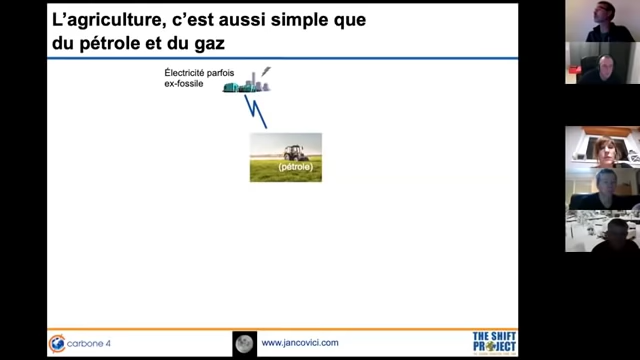 L’agriculture, c’est aussi simple que
du pétrole et du gaz
Électricité parfois
ex-fossile
(pétrole)
carbone 4
www.jancovici.com
THE SHIFT
PROJECT